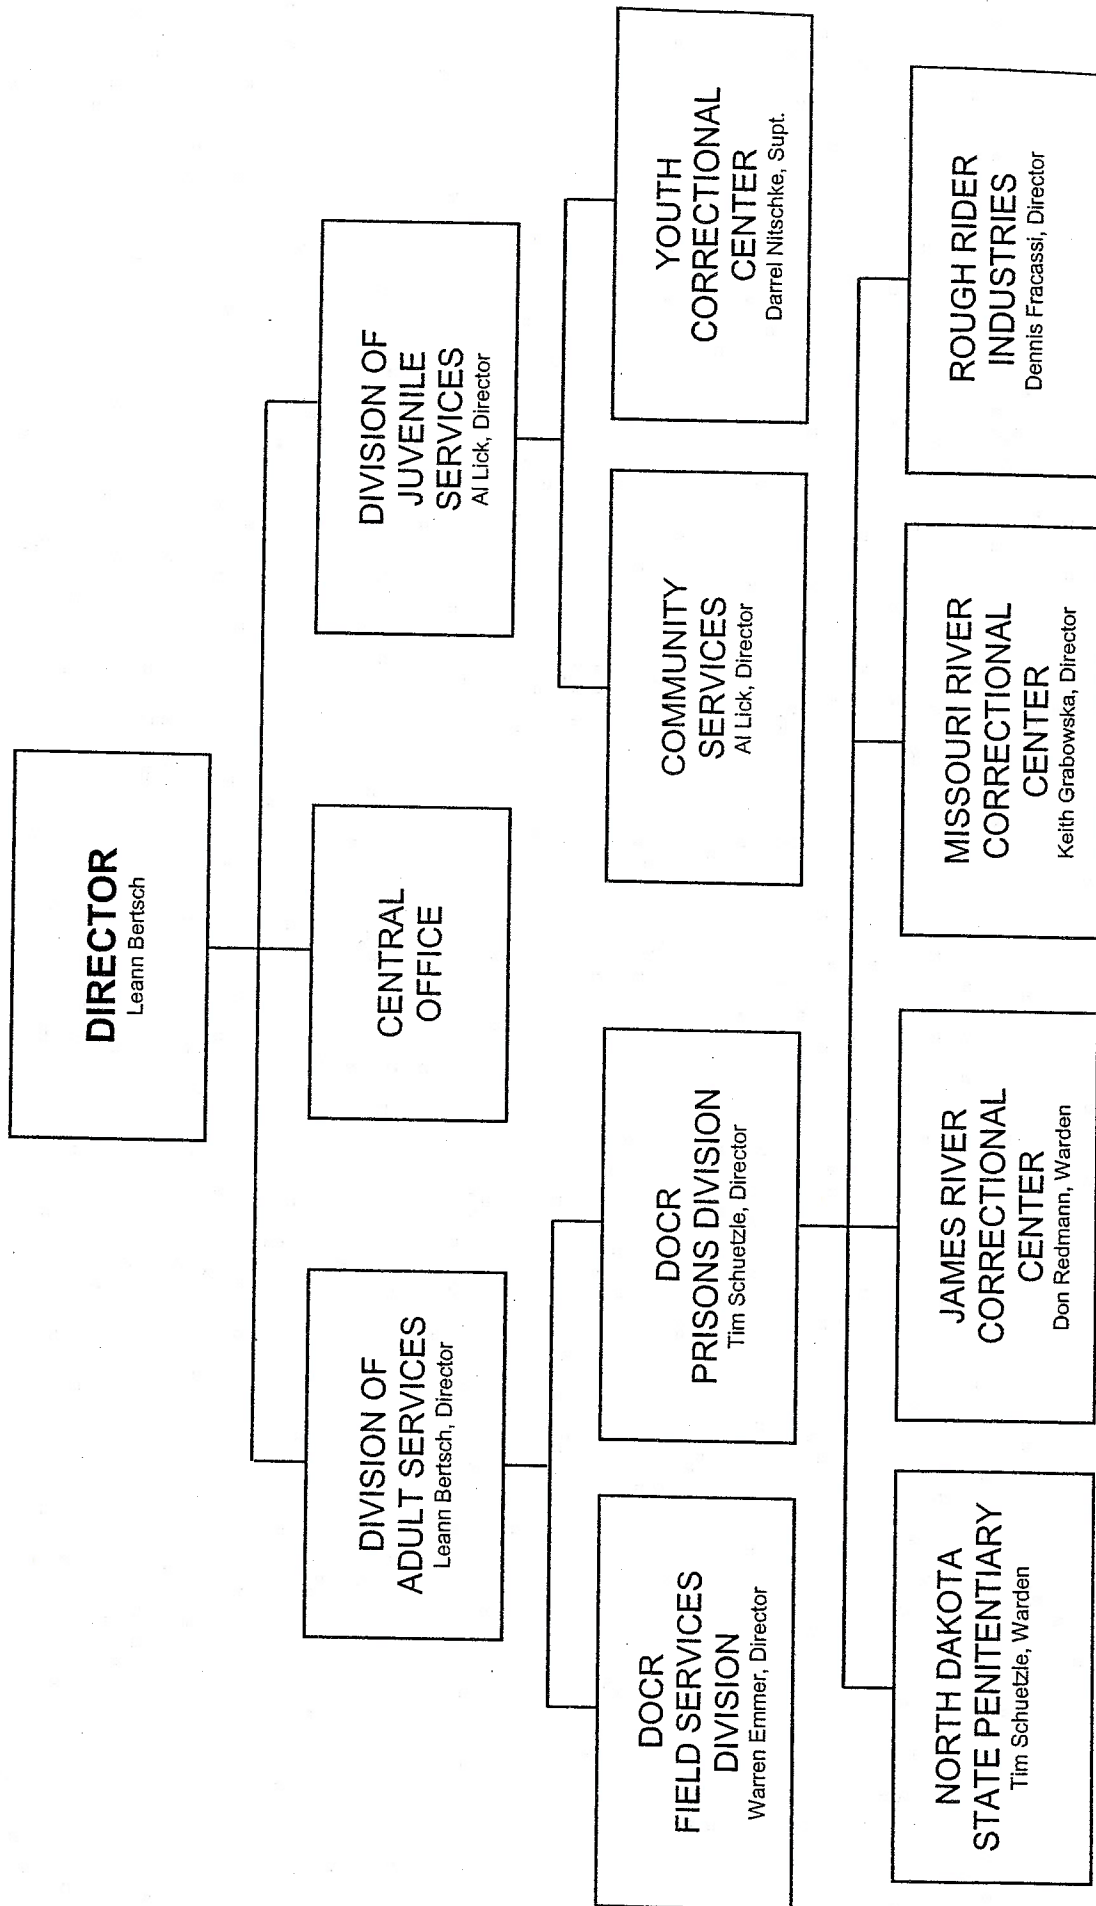 DIRECTOR
Leann Bertsch
DIVISION OF
ADULT SERVICES
Leann Bertsch, Director
CENTRAL
OFFICE
DIVISION OF
JUVENILE
SERVICES
Al Lick, Director
DOCR
FIELD SERVICES
DIVISION
Warren Emmer, Director
DOCR
PRISONS DIVISION
Tim Schuetzle, Director
COMMUNITY
SERVICES
Al Lick, Director
YOUTH
CORRECTIONAL
CENTER
Darrel Nitschke, Supt.
NORTH DAKOTA
STATE PENITENTIARY
Tim Schuetzle, Warden
JAMES RIVER
CORRECTIONAL
CENTER
Don Redmann, Warden
MISSOURI RIVER
CORRECTIONAL
CENTER
Keith Grabowska, Director
ROUGH RIDER
INDUSTRIES
Dennis Fracassi, Director